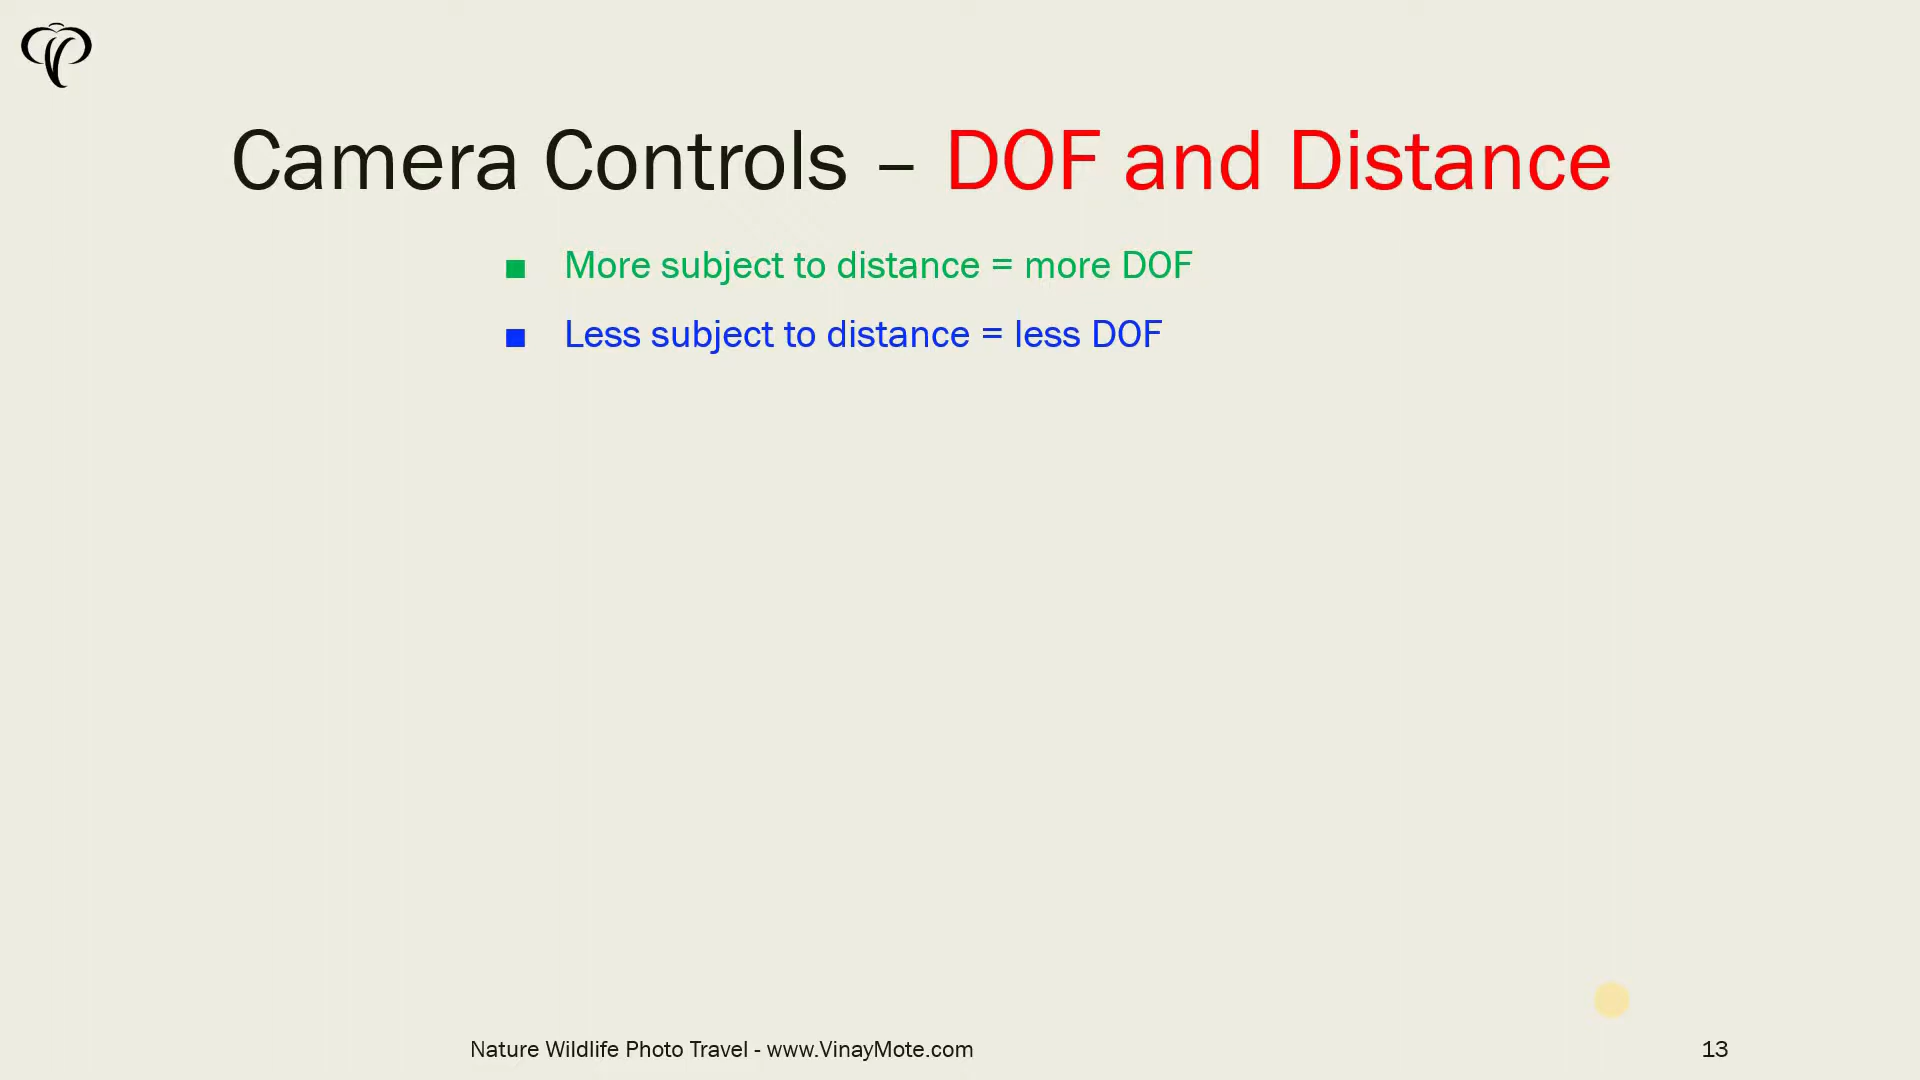 Camera Controls – DOF and Distance
■ More subject to distance = more DOF
■ Less subject to distance = less DOF
Nature Wildlife Photo Travel - www.VinayMote.com
13